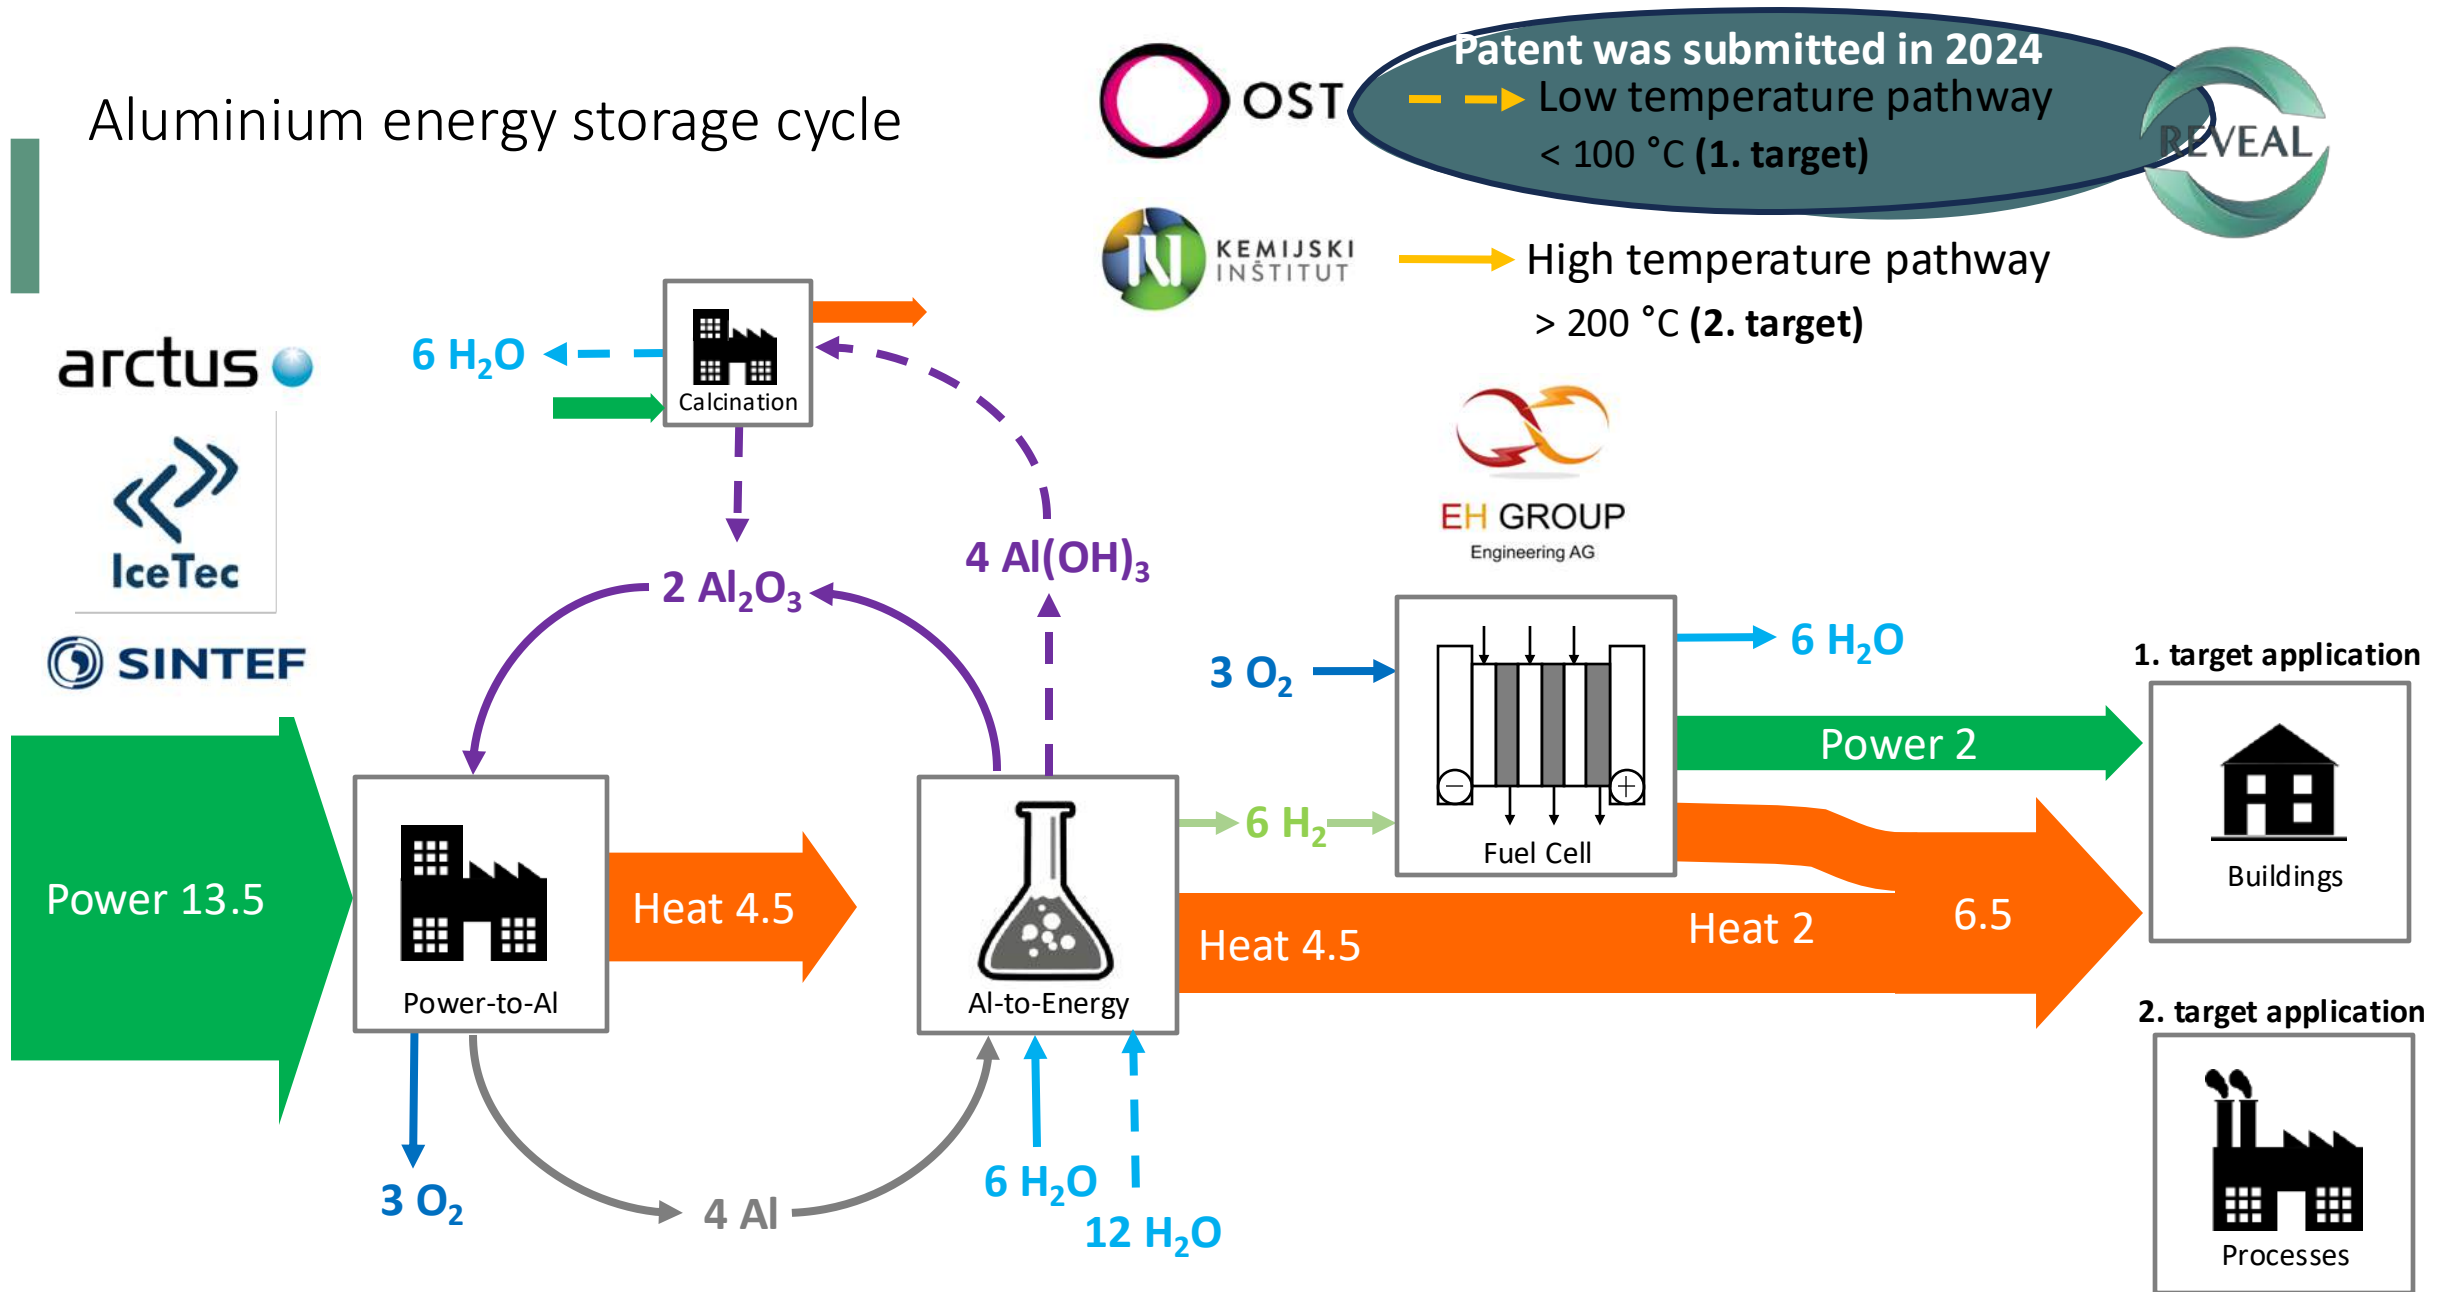 Aluminium energy storage cycle
OST
Patent was submitted in 2024
Low temperature pathway
< 100 °C (1. target)
REVEAL
KEMIJSKI
INŠTITUT
High temperature pathway
> 200 °C (2. target)
arctus
IceTec
SINTEF
6 H₂O
Calcination
2 Al₂O₃
4 Al(OH)₃
EH GROUP
Engineering AG
3 O₂
6 H₂O
Fuel Cell
6 H₂
Power 13.5
Power-to-Al
Heat 4.5
Al-to-Energy
Heat 4.5
Heat 2
6.5
Power 2
1. target application
Buildings
2. target application
Processes
3 O₂
4 Al
6 H₂O
12 H₂O